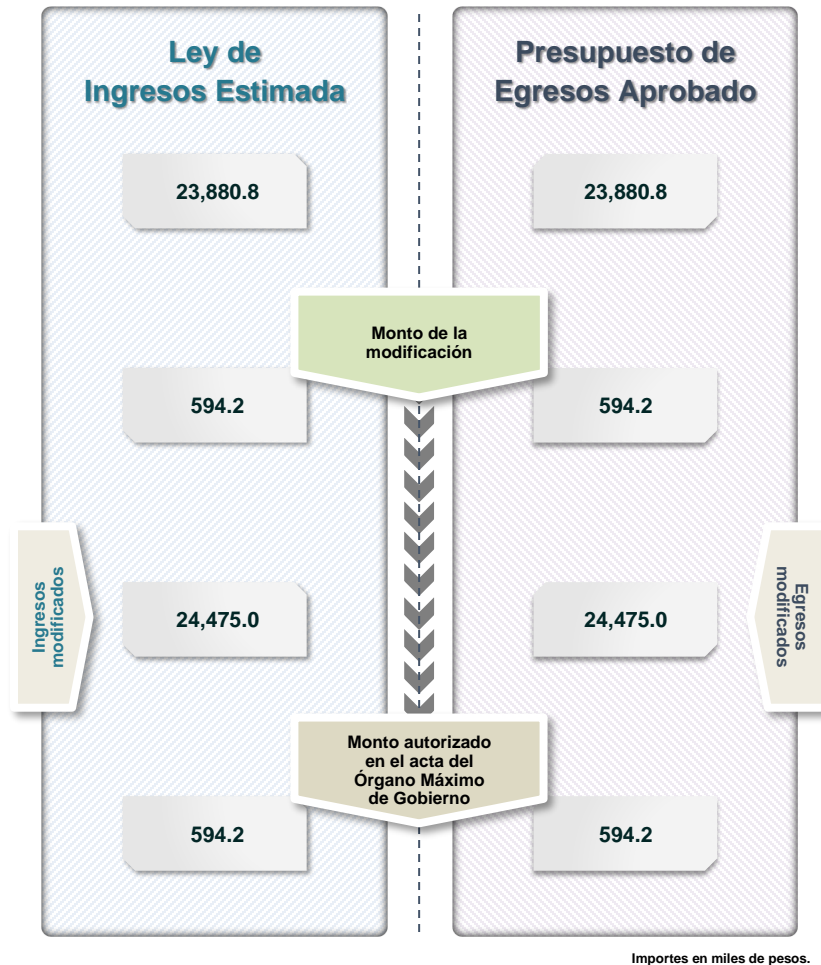 Ley de
Ingresos Estimada
Presupuesto de
Egresos Aprobado
23,880.8
23,880.8
Monto de la
modificación
594.2
594.2
Ingresos
modificados
24,475.0
24,475.0
Egresos
modificados
Monto autorizado
en el acta del
Órgano Máximo
de Gobierno
594.2
594.2
Importes en miles de pesos.